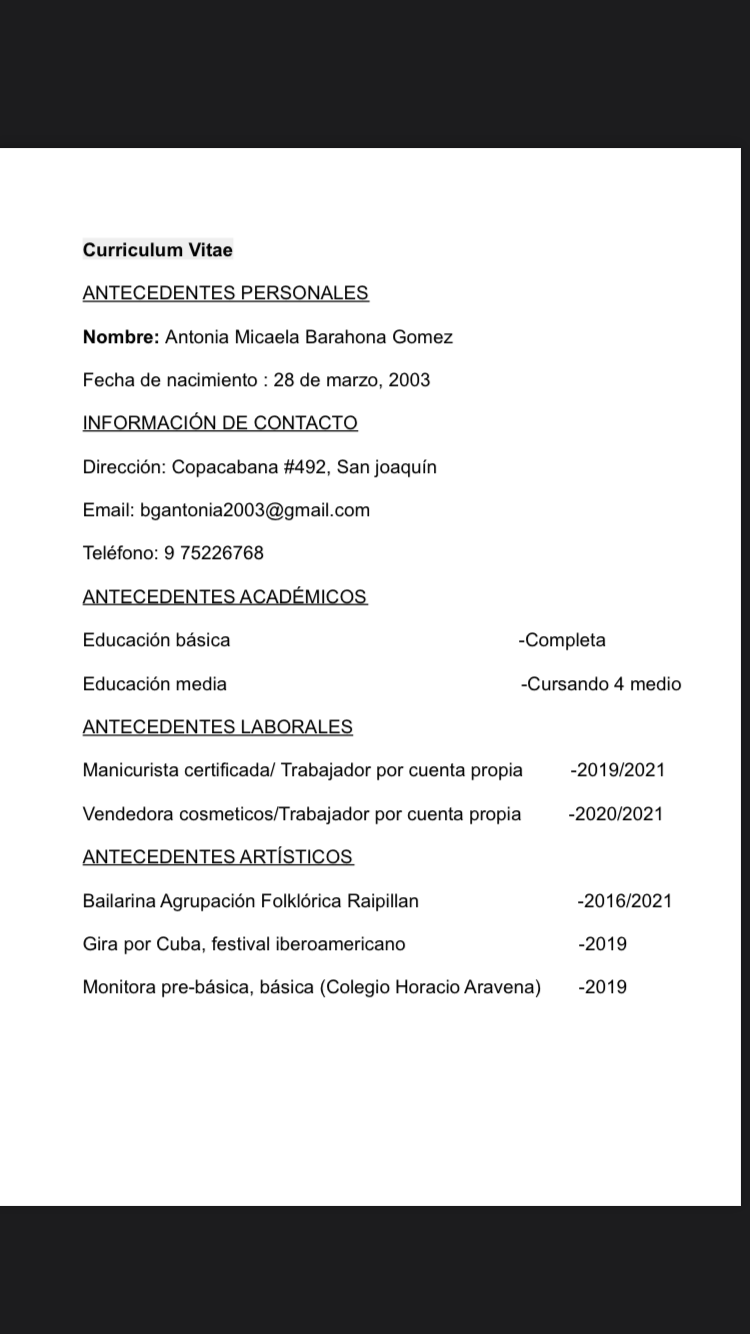 Curriculum Vitae
ANTECEDENTES PERSONALES
Nombre: Antonia Micaela Barahona Gomez
Fecha de nacimiento : 28 de marzo, 2003
INFORMACIÓN DE CONTACTO
Dirección: Copacabana #492, San joaquín
Email: bgantonia2003@gmail.com
Teléfono: 9 75226768
ANTECEDENTES ACADÉMICOS
Educación básica -Completa
Educación media -Cursando 4 medio
ANTECEDENTES LABORALES
Manicurista certificada/ Trabajador por cuenta propia -2019/2021
Vendedora cosmeticos/Trabajador por cuenta propia -2020/2021
ANTECEDENTES ARTÍSTICOS
Bailarina Agrupación Folklórica Raipillan -2016/2021
Gira por Cuba, festival iberoamericano -2019
Monitora pre-básica, básica (Colegio Horacio Aravena) -2019